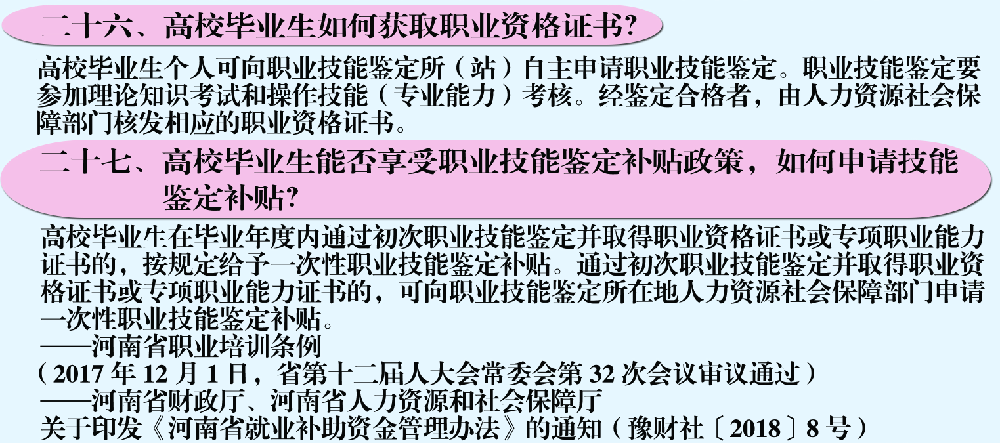 二十六、高校毕业生如何获取职业资格证书?
高校毕业生个人可向职业技能鉴定所（站）自主申请职业技能鉴定。职业技能鉴定要
参加理论知识考试和操作技能（专业能力）考核。经鉴定合格者，由人力资源社会保
障部门核发相应的职业资格证书。
二十七、高校毕业生能否享受职业技能鉴定补贴政策，如何申请技能
鉴定补贴?
高校毕业生在毕业年度内通过初次职业技能鉴定并取得职业资格证书或专项职业能力
证书的，按规定给予一次性职业技能鉴定补贴。通过初次职业技能鉴定并取得职业资
格证书或专项职业能力证书的，可向职业技能鉴定所在地人力资源社会保障部门申请
一次性职业技能鉴定补贴。
——河南省职业培训条例
（2017 年 12 月 1 日，省第十二届人大会常委会第 32 次会议审议通过）
——河南省财政厅、河南省人力资源和社会保障厅
关于印发《河南省就业补助资金管理办法》的通知（豫财社〔2018〕8 号）